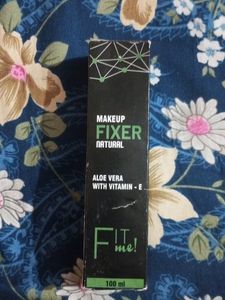 MAKEUP
FIXER
NATURAL
ALOE VERA
WITH VITAMIN - E
FIT
me!
100 ml